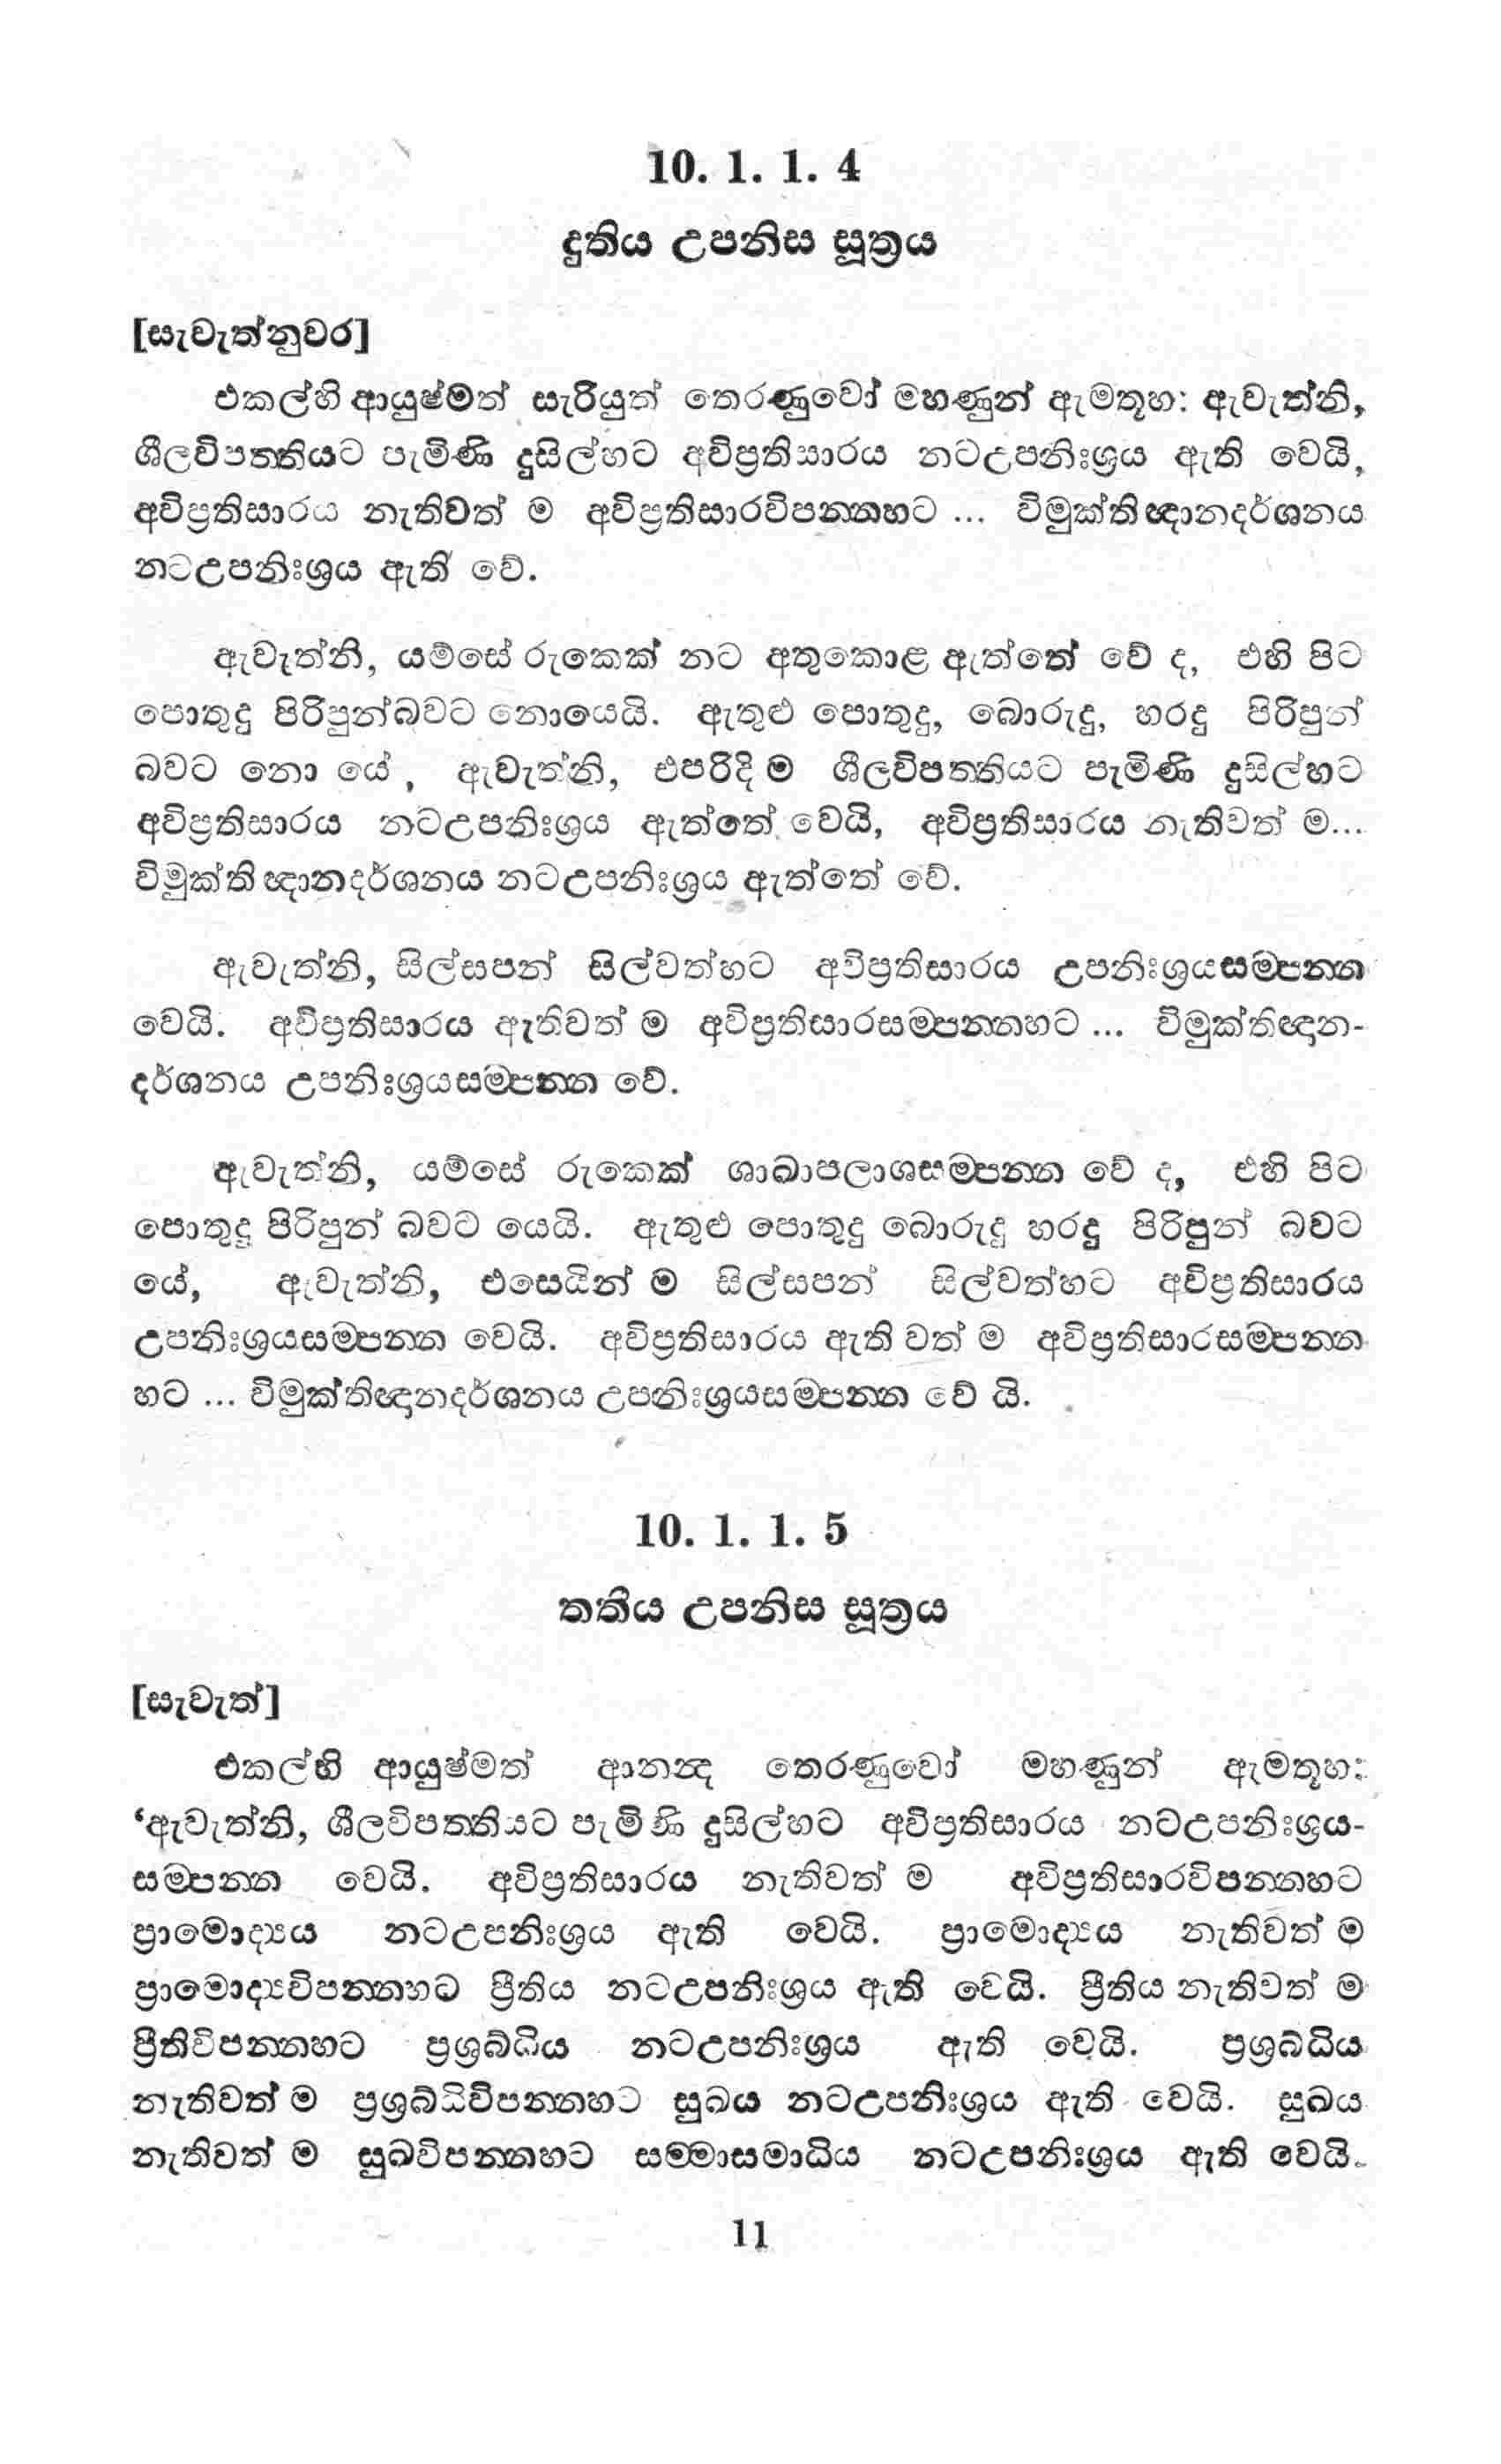 10. 1. 1. 4
දුතිය උපනිස සූත්‍රය
[සැවැත්නුවර]
එකල්හි ආයුෂ්මත් සැරියුත් තෙරණුවෝ මහණුන් ඇමතූහ: ඇවැත්නි,
ශීලවිපත්තියට පැමිණි දුසිල්හට අවිප්‍රතිසාරය නටඋපනිඃශ්‍රය ඇති වෙයි,
අවිප්‍රතිසාරය නැතිවත් ම අවිප්‍රතිසාරවිපන්නහට ... විමුක්තිඥානදර්ශනය
නටඋපනිඃශ්‍රය ඇති වේ.
ඇවැත්නි, යම්සේ රුකෙක් නට අතුකොළ ඇත්තේ වේ ද, එහි පිට
පොතුදු පිරිපුන්බවට නොයෙයි. ඇතුළු පොතුදු, බොරුදු, හරදු පිරිපුන්
බවට නො යේ, ඇවැත්නි, එපරිදි ම ශීලවිපත්තියට පැමිණි දුසිල්හට
අවිප්‍රතිසාරය නටඋපනිඃශ්‍රය ඇත්තේ වෙයි, අවිප්‍රතිසාරය නැතිවත් ම...
විමුක්තිඥානදර්ශනය නටඋපනිඃශ්‍රය ඇත්තේ වේ.
ඇවැත්නි, සිල්සපන් සිල්වත්හට අවිප්‍රතිසාරය උපනිඃශ්‍රයසම්පන්න
වෙයි. අවිප්‍රතිසාරය ඇතිවත් ම අවිප්‍රතිසාරසම්පන්නහට ... විමුක්තිඥාන-
දර්ශනය උපනිඃශ්‍රයසම්පන්න වේ.
ඇවැත්නි, යම්සේ රුකෙක් ශාඛාපලාශසම්පන්න වේ ද, එහි පිට
පොතුදු පිරිපුන් බවට යෙයි. ඇතුළු පොතුදු බොරුදු හරදු පිරිපුන් බවට
යේ, ඇවැත්නි, එසෙයින් ම සිල්සපන් සිල්වත්හට අවිප්‍රතිසාරය
උපනිඃශ්‍රයසම්පන්න වෙයි. අවිප්‍රතිසාරය ඇති වත් ම අවිප්‍රතිසාරසම්පන්න
හට ... විමුක්තිඥානදර්ශනය උපනිඃශ්‍රයසම්පන්න වේ යි.
10. 1. 1. 5
තතිය උපනිස සූත්‍රය
[සැවැත්]
එකල්හි ආයුෂ්මත් ආනන්ද තෙරණුවෝ මහණුන් ඇමතූහ:
‘ඇවැත්නි, ශීලවිපත්තියට පැමිණි දුසිල්හට අවිප්‍රතිසාරය නටඋපනිඃශ්‍රය-
සම්පන්න වෙයි. අවිප්‍රතිසාරය නැතිවත් ම අවිප්‍රතිසාරවිපන්නහට
ප්‍රාමොද්‍යය නටඋපනිඃශ්‍රය ඇති වෙයි. ප්‍රාමොද්‍යය නැතිවත් ම
ප්‍රාමොද්‍යවිපන්නහට ප්‍රීතිය නටඋපනිඃශ්‍රය ඇති වෙයි. ප්‍රීතිය නැතිවත් ම
ප්‍රීතිවිපන්නහට ප්‍රශ්‍රබ්ධිය නටඋපනිඃශ්‍රය ඇති වෙයි. ප්‍රශ්‍රබ්ධිය
නැතිවත් ම ප්‍රශ්‍රබ්ධිවිපන්නහට සුඛය නටඋපනිඃශ්‍රය ඇති වෙයි. සුඛය
නැතිවත් ම සුඛවිපන්නහට සම්මාසමාධිය නටඋපනිඃශ්‍රය ඇති වෙයි.
11